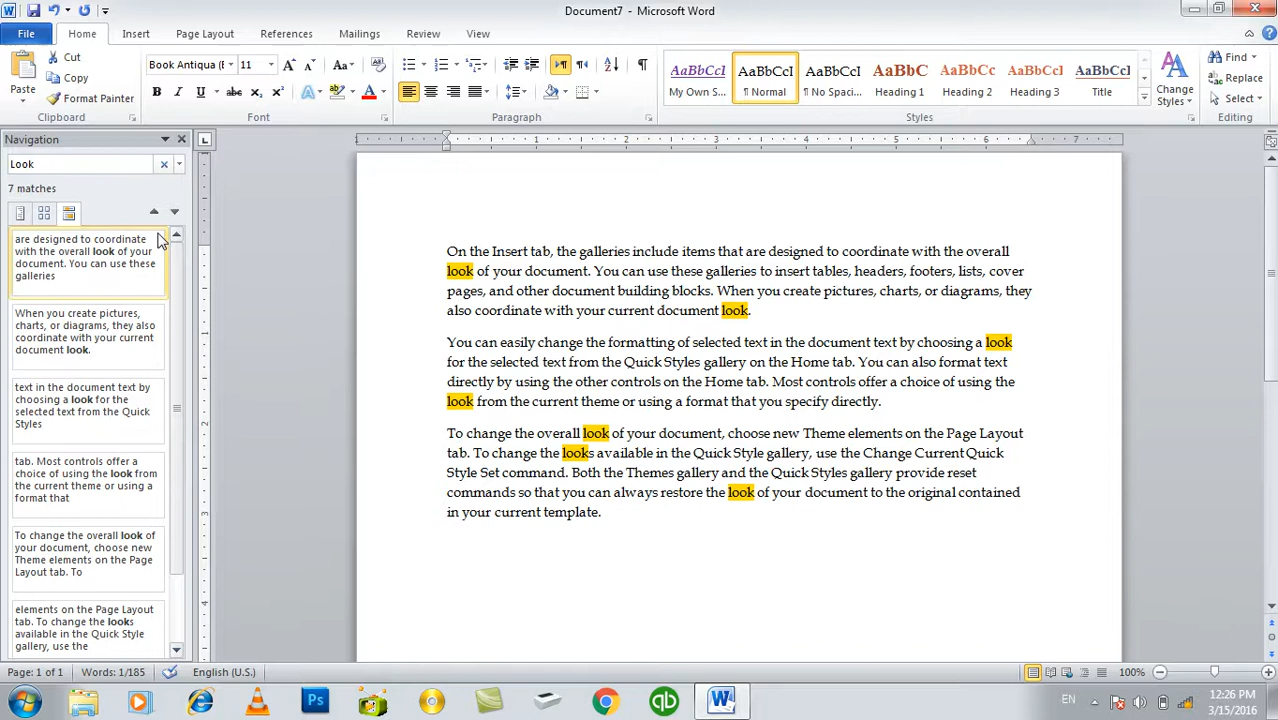 Document7 - Microsoft Word
File Home Insert Page Layout References Mailings Review View
Cut
Copy
Format Painter
Paste
Clipboard
Book Antiqua (E 11
Font
Paragraph
AaBbCcI AaBbCcI AaBbCcI AaBbC AaBbCc AaBbCcI AaBbCcI
My Own S... ¶ Normal ¶ No Spaci... Heading 1 Heading 2 Heading 3 Title
Change
Styles
Styles
Find
Replace
Select
Editing
Navigation
Look
7 matches
are designed to coordinate
with the overall look of your
document. You can use these
galleries
When you create pictures,
charts, or diagrams, they also
coordinate with your current
document look.
text in the document text by
choosing a look for the
selected text from the Quick
Styles
tab. Most controls offer a
choice of using the look from
the current theme or using a
format that
To change the overall look of
your document, choose new
Theme elements on the Page
Layout tab. To
elements on the Page Layout
tab. To change the looks
available in the Quick Style
gallery, use the
1 2 3 4 5 6 7
1
2
3
4
On the Insert tab, the galleries include items that are designed to coordinate with the overall
look of your document. You can use these galleries to insert tables, headers, footers, lists, cover
pages, and other document building blocks. When you create pictures, charts, or diagrams, they
also coordinate with your current document look.
You can easily change the formatting of selected text in the document text by choosing a look
for the selected text from the Quick Styles gallery on the Home tab. You can also format text
directly by using the other controls on the Home tab. Most controls offer a choice of using the
look from the current theme or using a format that you specify directly.
To change the overall look of your document, choose new Theme elements on the Page Layout
tab. To change the looks available in the Quick Style gallery, use the Change Current Quick
Style Set command. Both the Themes gallery and the Quick Styles gallery provide reset
commands so that you can always restore the look of your document to the original contained
in your current template.
Page: 1 of 1 Words: 1/185 English (U.S.) 100%
EN
12:26 PM
3/15/2016